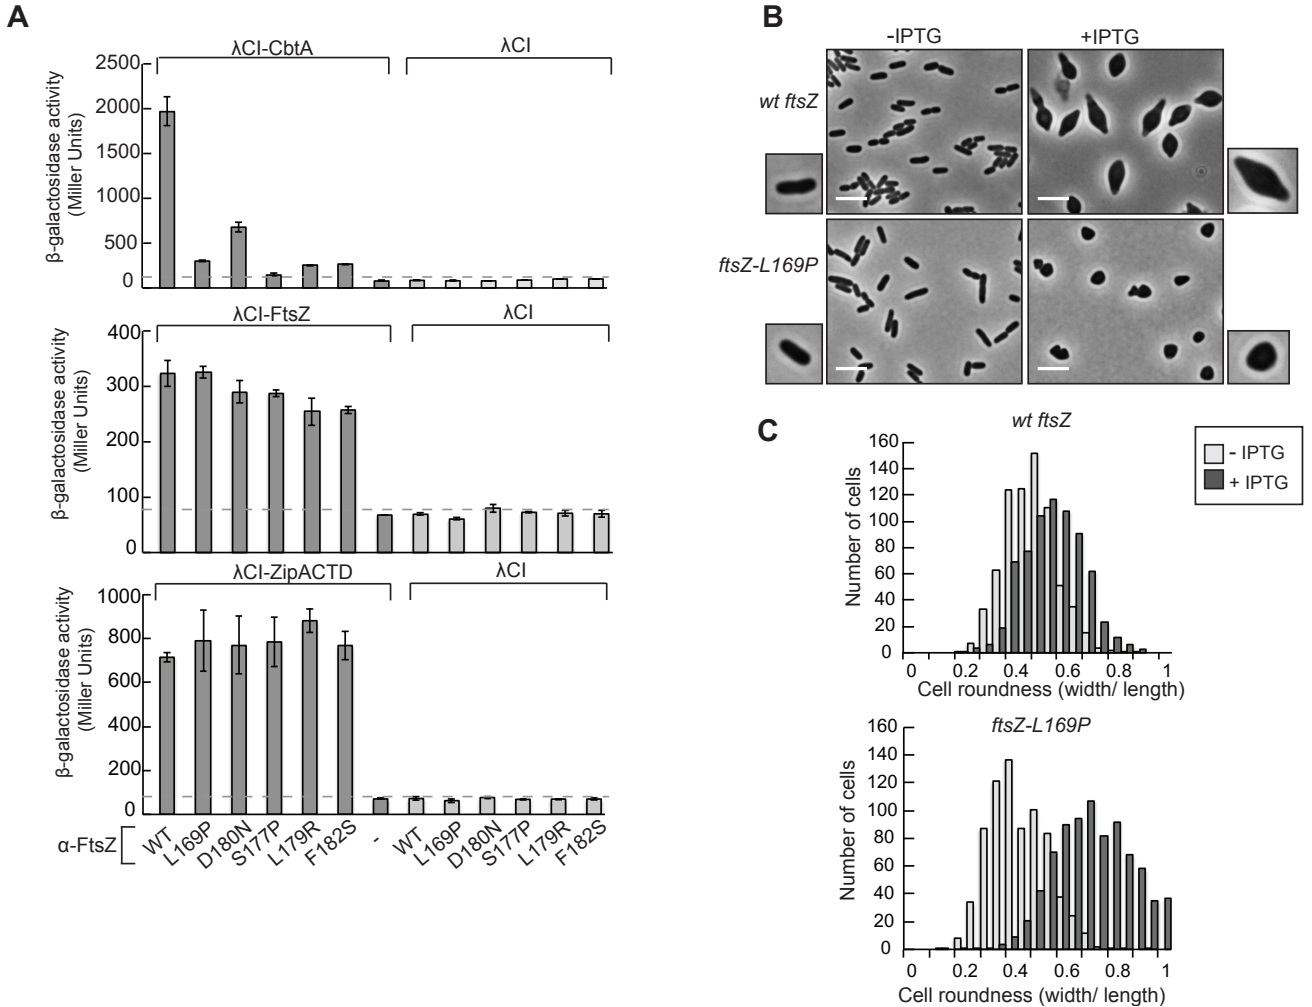 A
λCI-CbtA
λCI
2500
2000
1500
1000
500
0
β-galactosidase activity
(Miller Units)
λCI-FtsZ
λCI
400
300
200
100
0
β-galactosidase activity
(Miller Units)
λCI-ZipACTD
λCI
1000
800
600
400
200
0
β-galactosidase activity
(Miller Units)
α-FtsZ
WT
L169P
D180N
S177P
L179R
F182S
-
WT
L169P
D180N
S177P
L179R
F182S
B
-IPTG
+IPTG
wt ftsZ
ftsZ-L169P
C
wt ftsZ
160
140
120
100
80
60
40
20
0
Number of cells
0 0.2 0.4 0.6 0.8 1
Cell roundness (width/ length)
- IPTG
+ IPTG
ftsZ-L169P
160
140
120
100
80
60
40
20
0
Number of cells
0 0.2 0.4 0.6 0.8 1
Cell roundness (width/ length)